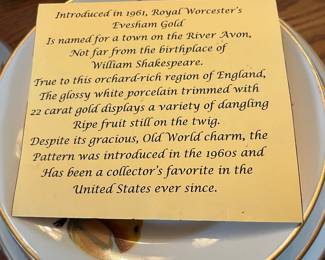 Introduced in 1961, Royal Worcester's
Evesham Gold
Is named for a town on the River Avon,
Not far from the birthplace of
William Shakespeare.
True to this orchard-rich region of England,
The glossy white porcelain trimmed with
22 carat gold displays a variety of dangling
Ripe fruit still on the twig.
Despite its gracious, Old World charm, the
Pattern was introduced in the 1960s and
Has been a collector's favorite in the
United States ever since.